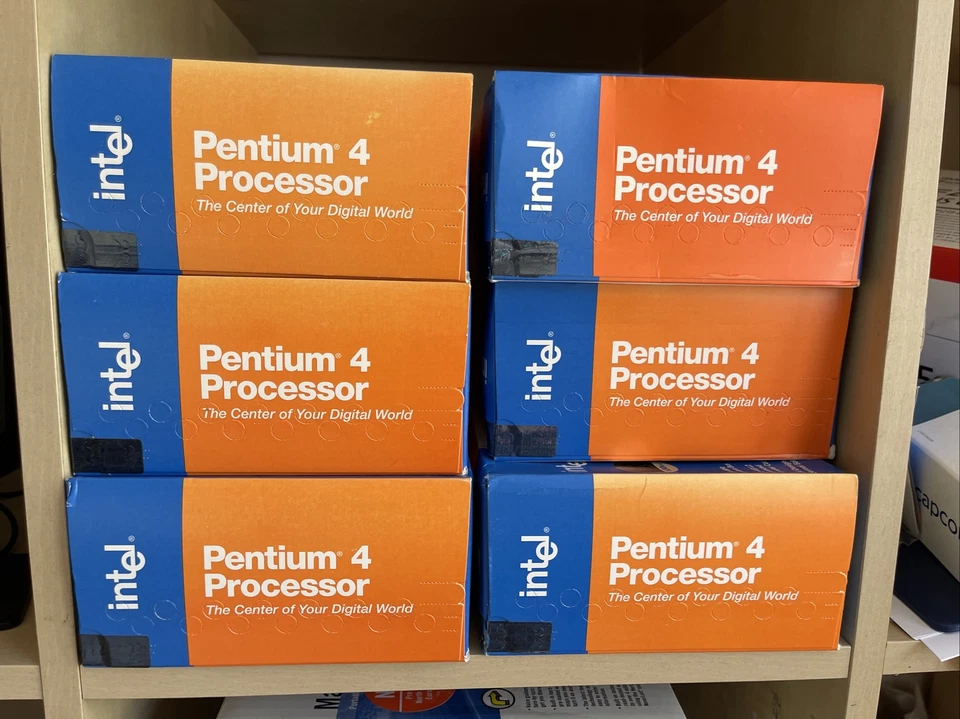 intel®
Pentium® 4
Processor
The Center of Your Digital World
intel®
Pentium® 4
Processor
The Center of Your Digital World
intel®
Pentium® 4
Processor
The Center of Your Digital World
intel®
Pentium® 4
Processor
The Center of Your Digital World
intel®
Pentium® 4
Processor
The Center of Your Digital World
intel®
Pentium® 4
Processor
The Center of Your Digital World